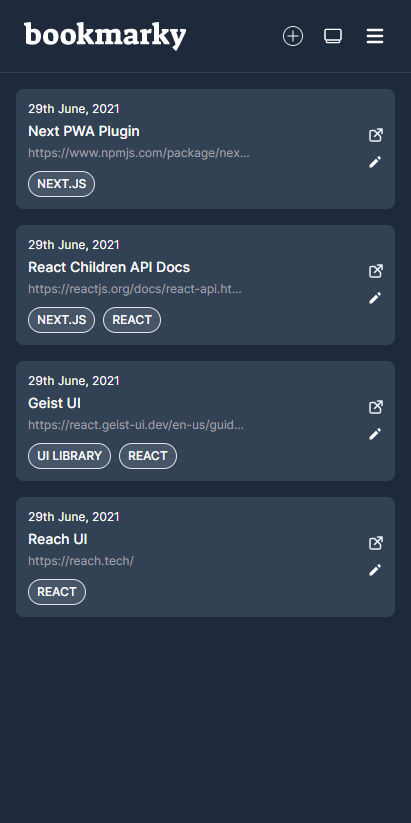 bookmarky
29th June, 2021
Next PWA Plugin
https://www.npmjs.com/package/nex...
NEXT.JS
29th June, 2021
React Children API Docs
https://reactjs.org/docs/react-api.ht...
NEXT.JS REACT
29th June, 2021
Geist UI
https://react.geist-ui.dev/en-us/guid...
UI LIBRARY REACT
29th June, 2021
Reach UI
https://reach.tech/
REACT